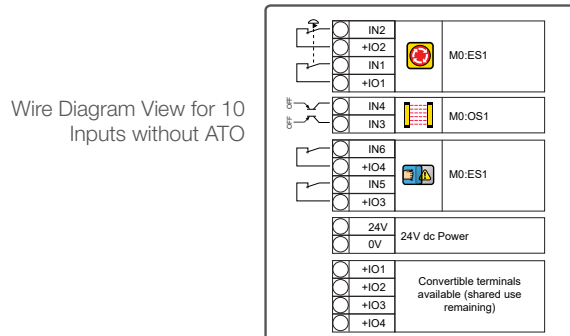 Wire Diagram View for 10
Inputs without ATO
IN2
+IO2
IN1
+IO1
M0:ES1
OFF
OFF
IN4
IN3
M0:OS1
IN6
+IO4
IN5
+IO3
M0:ES1
24V
0V
24V dc Power
+IO1
+IO2
+IO3
+IO4
Convertible terminals
available (shared use
remaining)